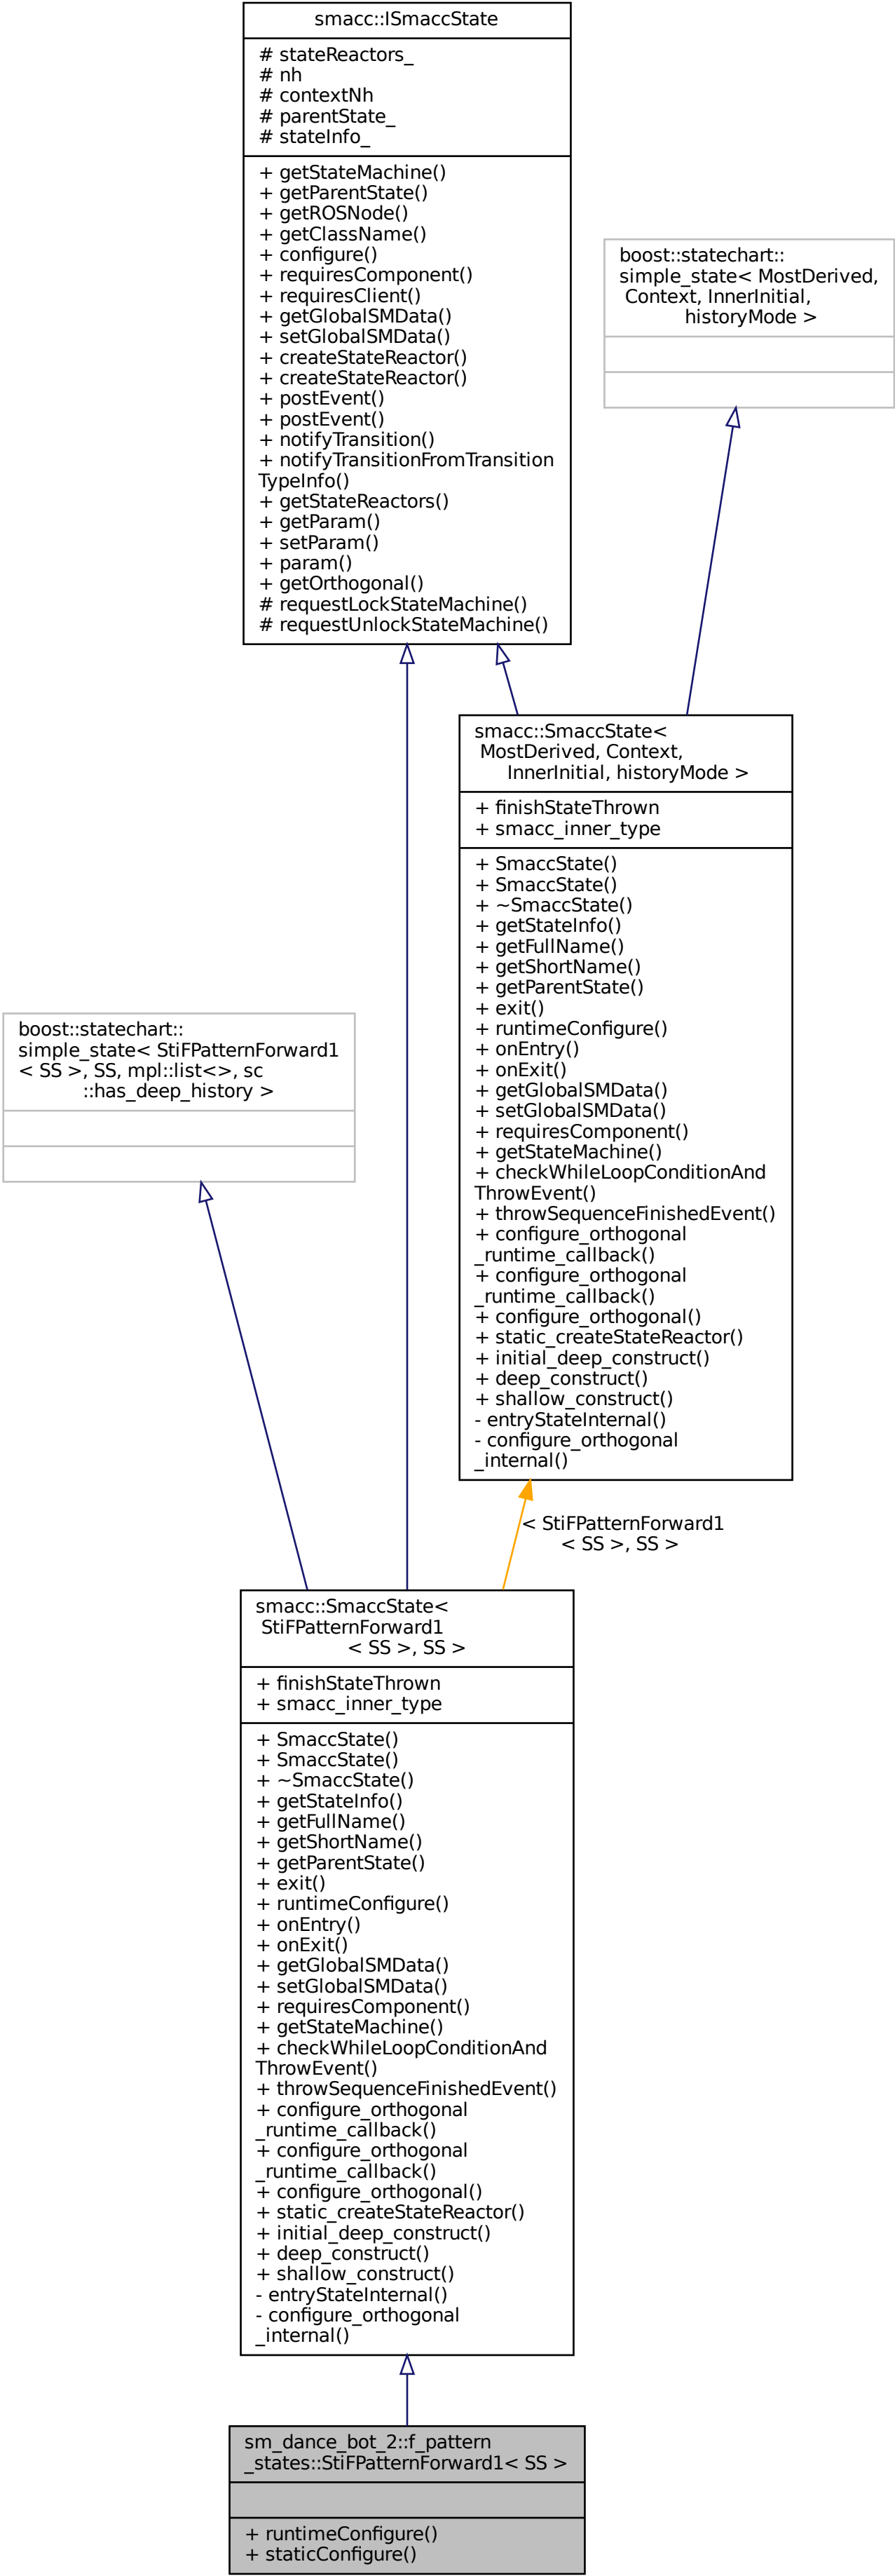 smacc::ISmaccState
# stateReactors_
# nh
# contextNh
# parentState_
# stateInfo_
+ getStateMachine()
+ getParentState()
+ getROSNode()
+ getClassName()
+ configure()
+ requiresComponent()
+ requiresClient()
+ getGlobalSMData()
+ setGlobalSMData()
+ createStateReactor()
+ createStateReactor()
+ postEvent()
+ postEvent()
+ notifyTransition()
+ notifyTransitionFromTransition
TypeInfo()
+ getStateReactors()
+ getParam()
+ setParam()
+ param()
+ getOrthogonal()
# requestLockStateMachine()
# requestUnlockStateMachine()
boost::statechart::
simple_state< MostDerived,
Context, InnerInitial,
historyMode >
smacc::SmaccState<
MostDerived, Context,
InnerInitial, historyMode >
+ finishStateThrown
+ smacc_inner_type
+ SmaccState()
+ SmaccState()
+ ~SmaccState()
+ getStateInfo()
+ getFullName()
+ getShortName()
+ getParentState()
+ exit()
+ runtimeConfigure()
+ onEntry()
+ onExit()
+ getGlobalSMData()
+ setGlobalSMData()
+ requiresComponent()
+ getStateMachine()
+ checkWhileLoopConditionAnd
ThrowEvent()
+ throwSequenceFinishedEvent()
+ configure_orthogonal
_runtime_callback()
+ configure_orthogonal
_runtime_callback()
+ configure_orthogonal()
+ static_createStateReactor()
+ initial_deep_construct()
+ deep_construct()
+ shallow_construct()
- entryStateInternal()
- configure_orthogonal
_internal()
boost::statechart::
simple_state< StiFPatternForward1
< SS >, SS, mpl::list<>, sc
::has_deep_history >
< StiFPatternForward1
< SS >, SS >
smacc::SmaccState<
StiFPatternForward1
< SS >, SS >
+ finishStateThrown
+ smacc_inner_type
+ SmaccState()
+ SmaccState()
+ ~SmaccState()
+ getStateInfo()
+ getFullName()
+ getShortName()
+ getParentState()
+ exit()
+ runtimeConfigure()
+ onEntry()
+ onExit()
+ getGlobalSMData()
+ setGlobalSMData()
+ requiresComponent()
+ getStateMachine()
+ checkWhileLoopConditionAnd
ThrowEvent()
+ throwSequenceFinishedEvent()
+ configure_orthogonal
_runtime_callback()
+ configure_orthogonal
_runtime_callback()
+ configure_orthogonal()
+ static_createStateReactor()
+ initial_deep_construct()
+ deep_construct()
+ shallow_construct()
- entryStateInternal()
- configure_orthogonal
_internal()
sm_dance_bot_2::f_pattern
_states::StiFPatternForward1< SS >
+ runtimeConfigure()
+ staticConfigure()